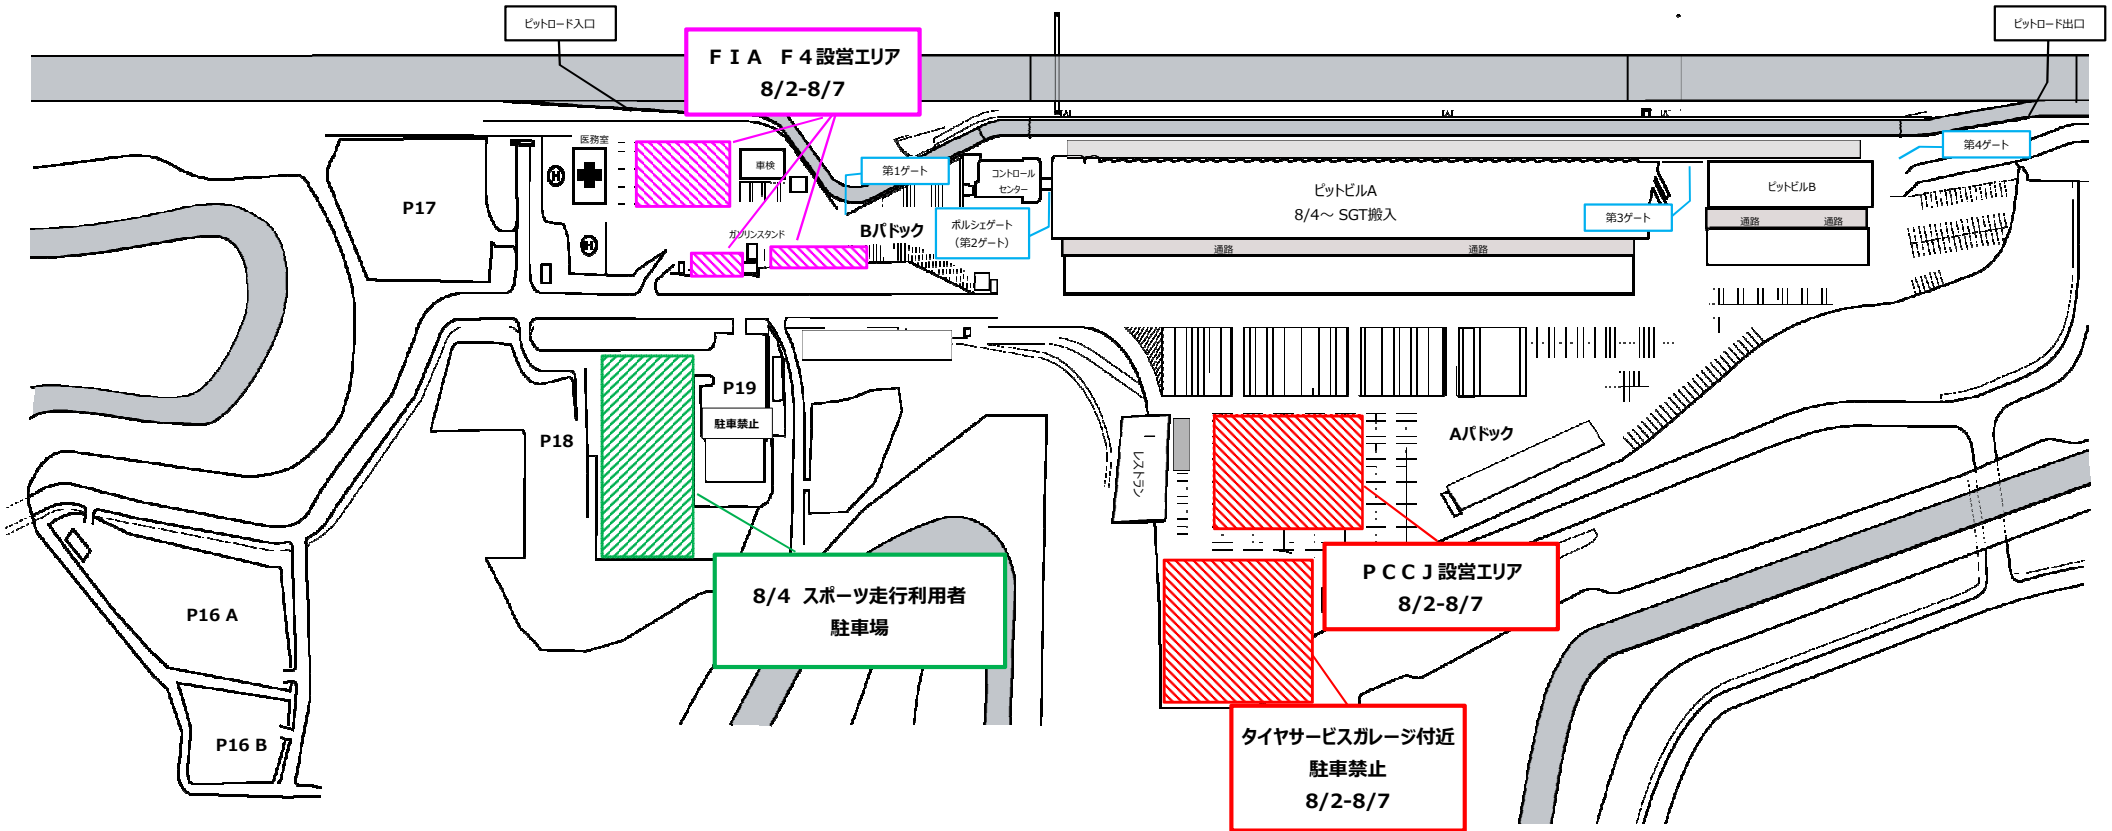 ピットロード入口
ピットロード出口
ＦＩＡ Ｆ４設営エリア
8/2-8/7
医務室
車検
第1ゲート
コントロール
センター
第4ゲート
H
P17
ピットビルA
8/4～ SGT搬入
ピットビルB
第3ゲート
ポルシェゲート
（第2ゲート）
ガソリンスタンド
Bパドック
H
通路
通路
通路
通路
P19
駐車禁止
P18
レストラン
Aパドック
8/4 スポーツ走行利用者
駐車場
ＰＣＣＪ設営エリア
8/2-8/7
P16 A
P16 B
タイヤサービスガレージ付近
駐車禁止
8/2-8/7